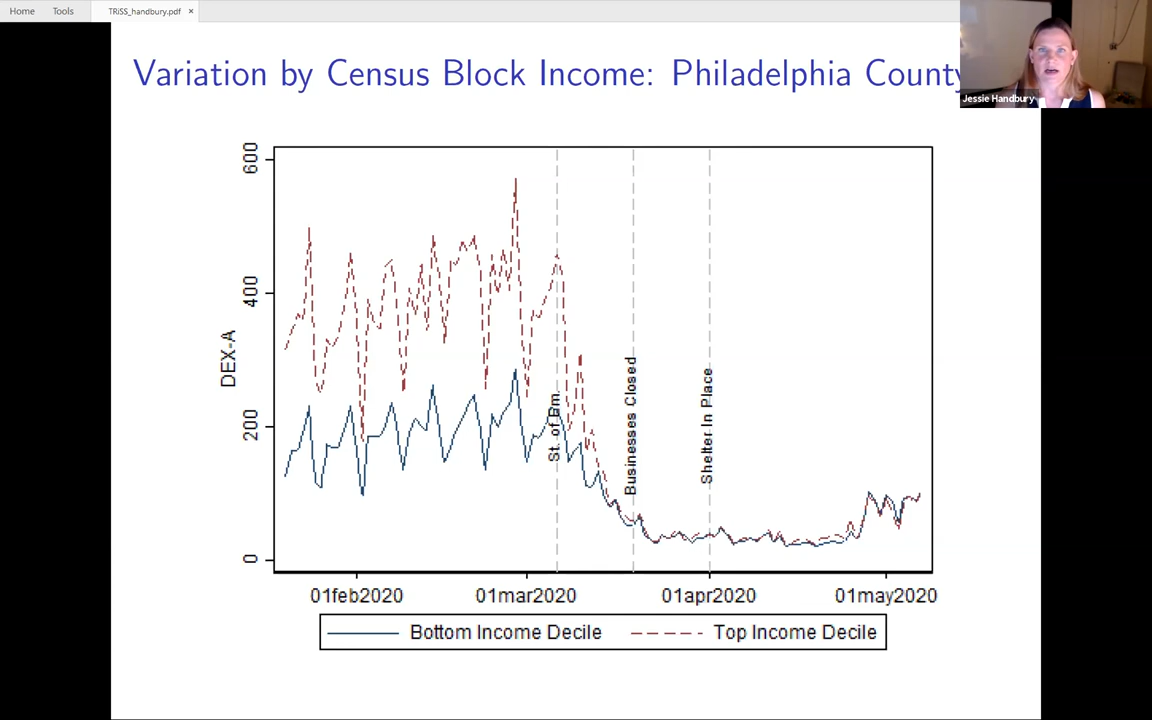 Home Tools TRiSS_handbury.pdf ×
Variation by Census Block Income: Philadelphia County
Jessie Handbury
600
400
200
0
DEX-A
St. of Em.
Businesses Closed
Shelter In Place
01feb2020 01mar2020 01apr2020 01may2020
Bottom Income Decile Top Income Decile